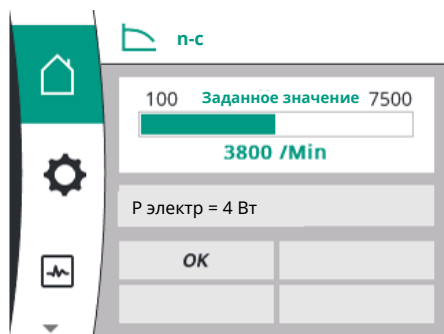 n-c
100 Заданное значение 7500
3800 /Min
Р электр = 4 Вт
OK